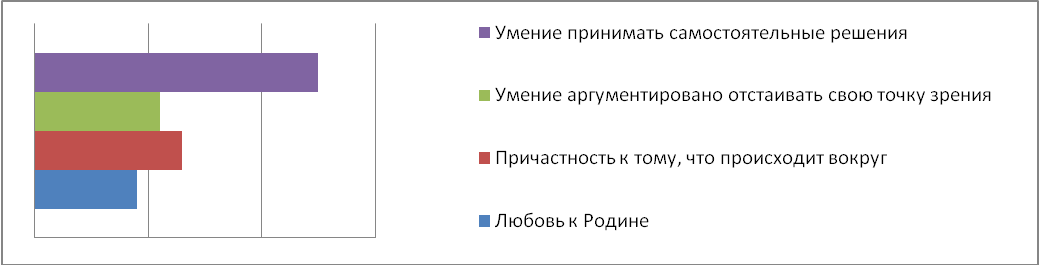 Умение принимать самостоятельные решения
Умение аргументировано отстаивать свою точку зрения
Причастность к тому, что происходит вокруг
Любовь к Родине